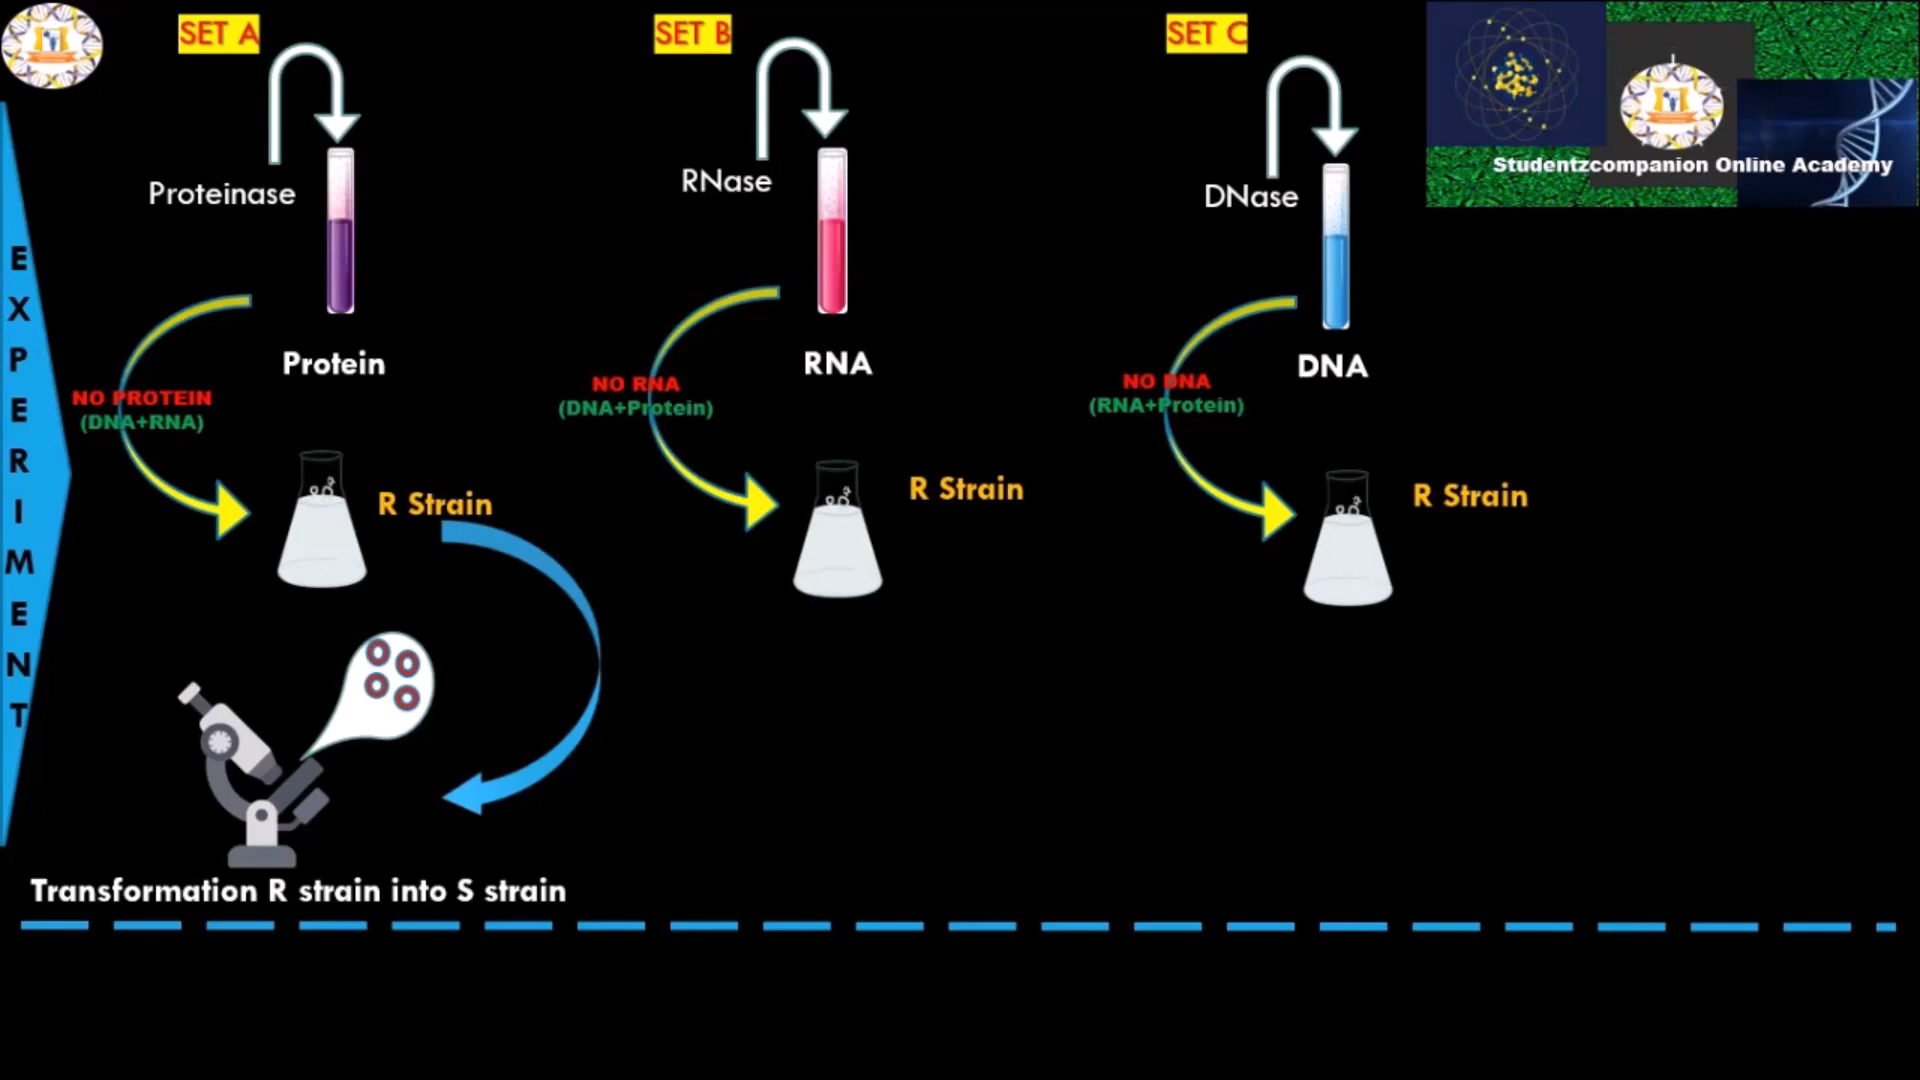 SET A
SET B
SET C
Studentzcompanion Online Academy
Proteinase
RNase
DNase
Protein
RNA
DNA
NO PROTEIN
(DNA+RNA)
NO RNA
(DNA+Protein)
NO DNA
(RNA+Protein)
R Strain
R Strain
R Strain
EXPERIMENT
Transformation R strain into S strain